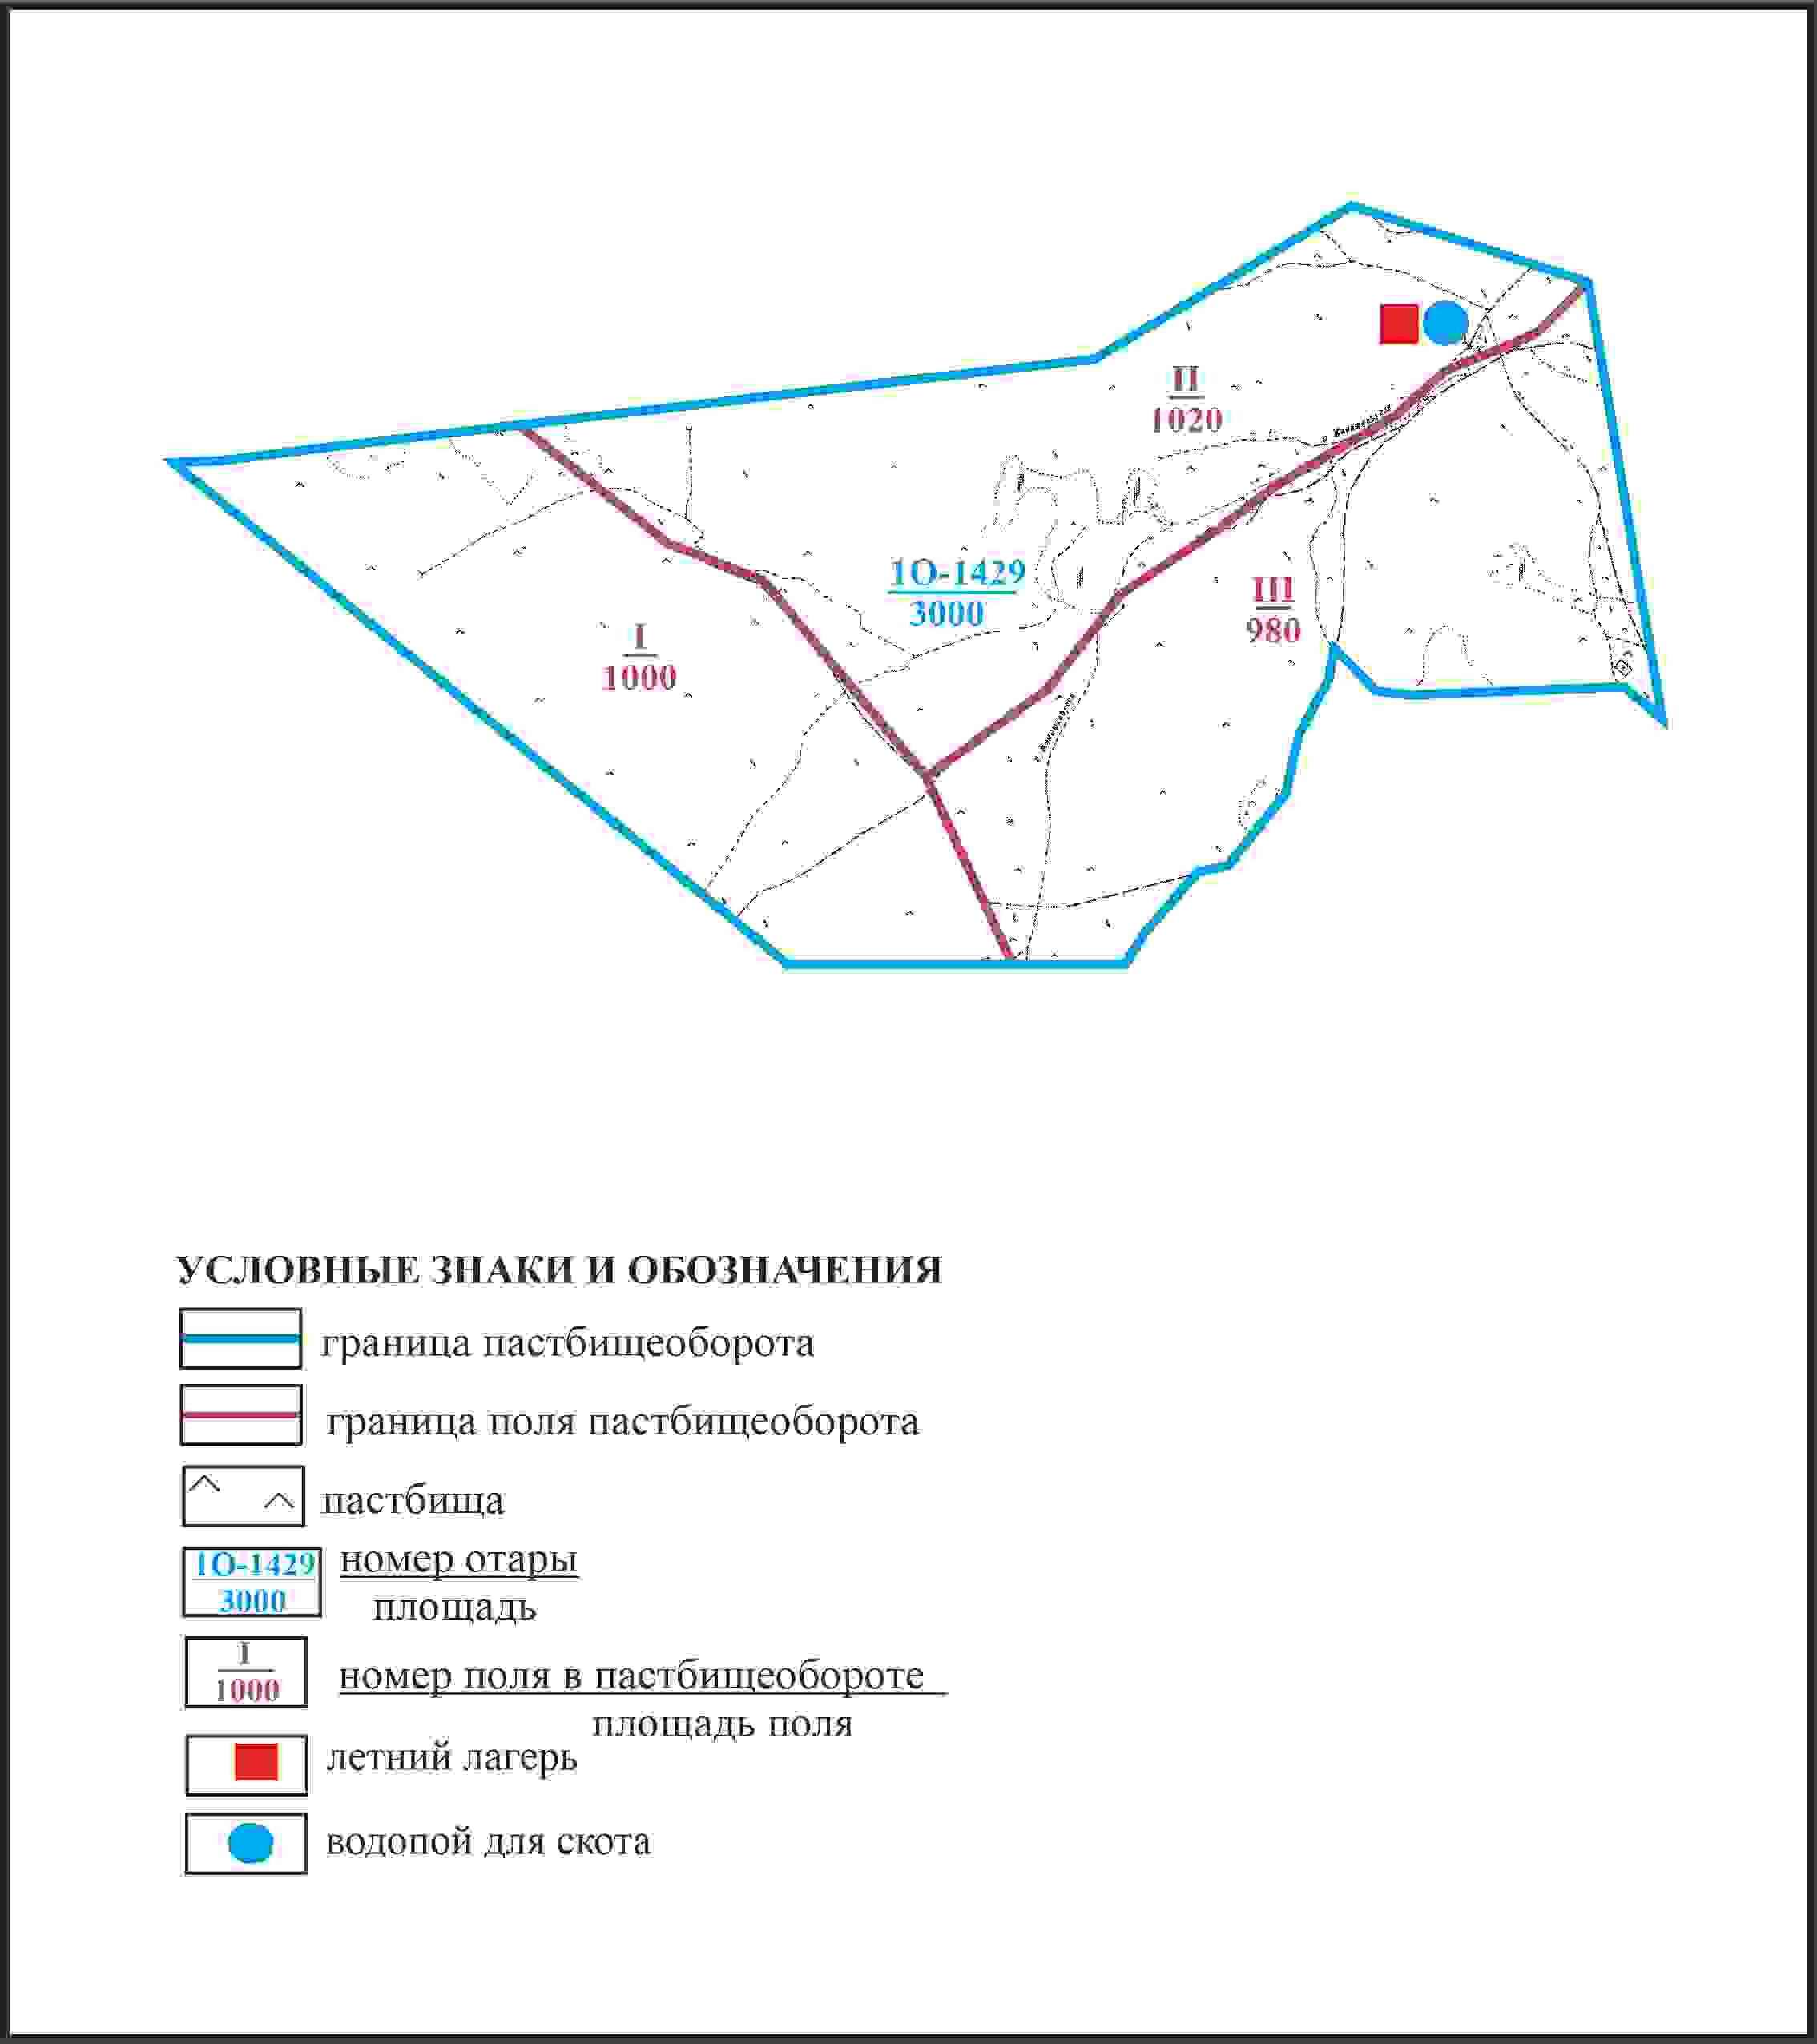 II
1020
1О-1429
3000
III
980
I
1000
УСЛОВНЫЕ ЗНАКИ И ОБОЗНАЧЕНИЯ
граница пастбищеоборота
граница поля пастбищеоборота
пастбища
1О-1429 номер отары
3000 площадь
I
1000
номер поля в пастбищеобороте
площадь поля
летний лагерь
водопой для скота